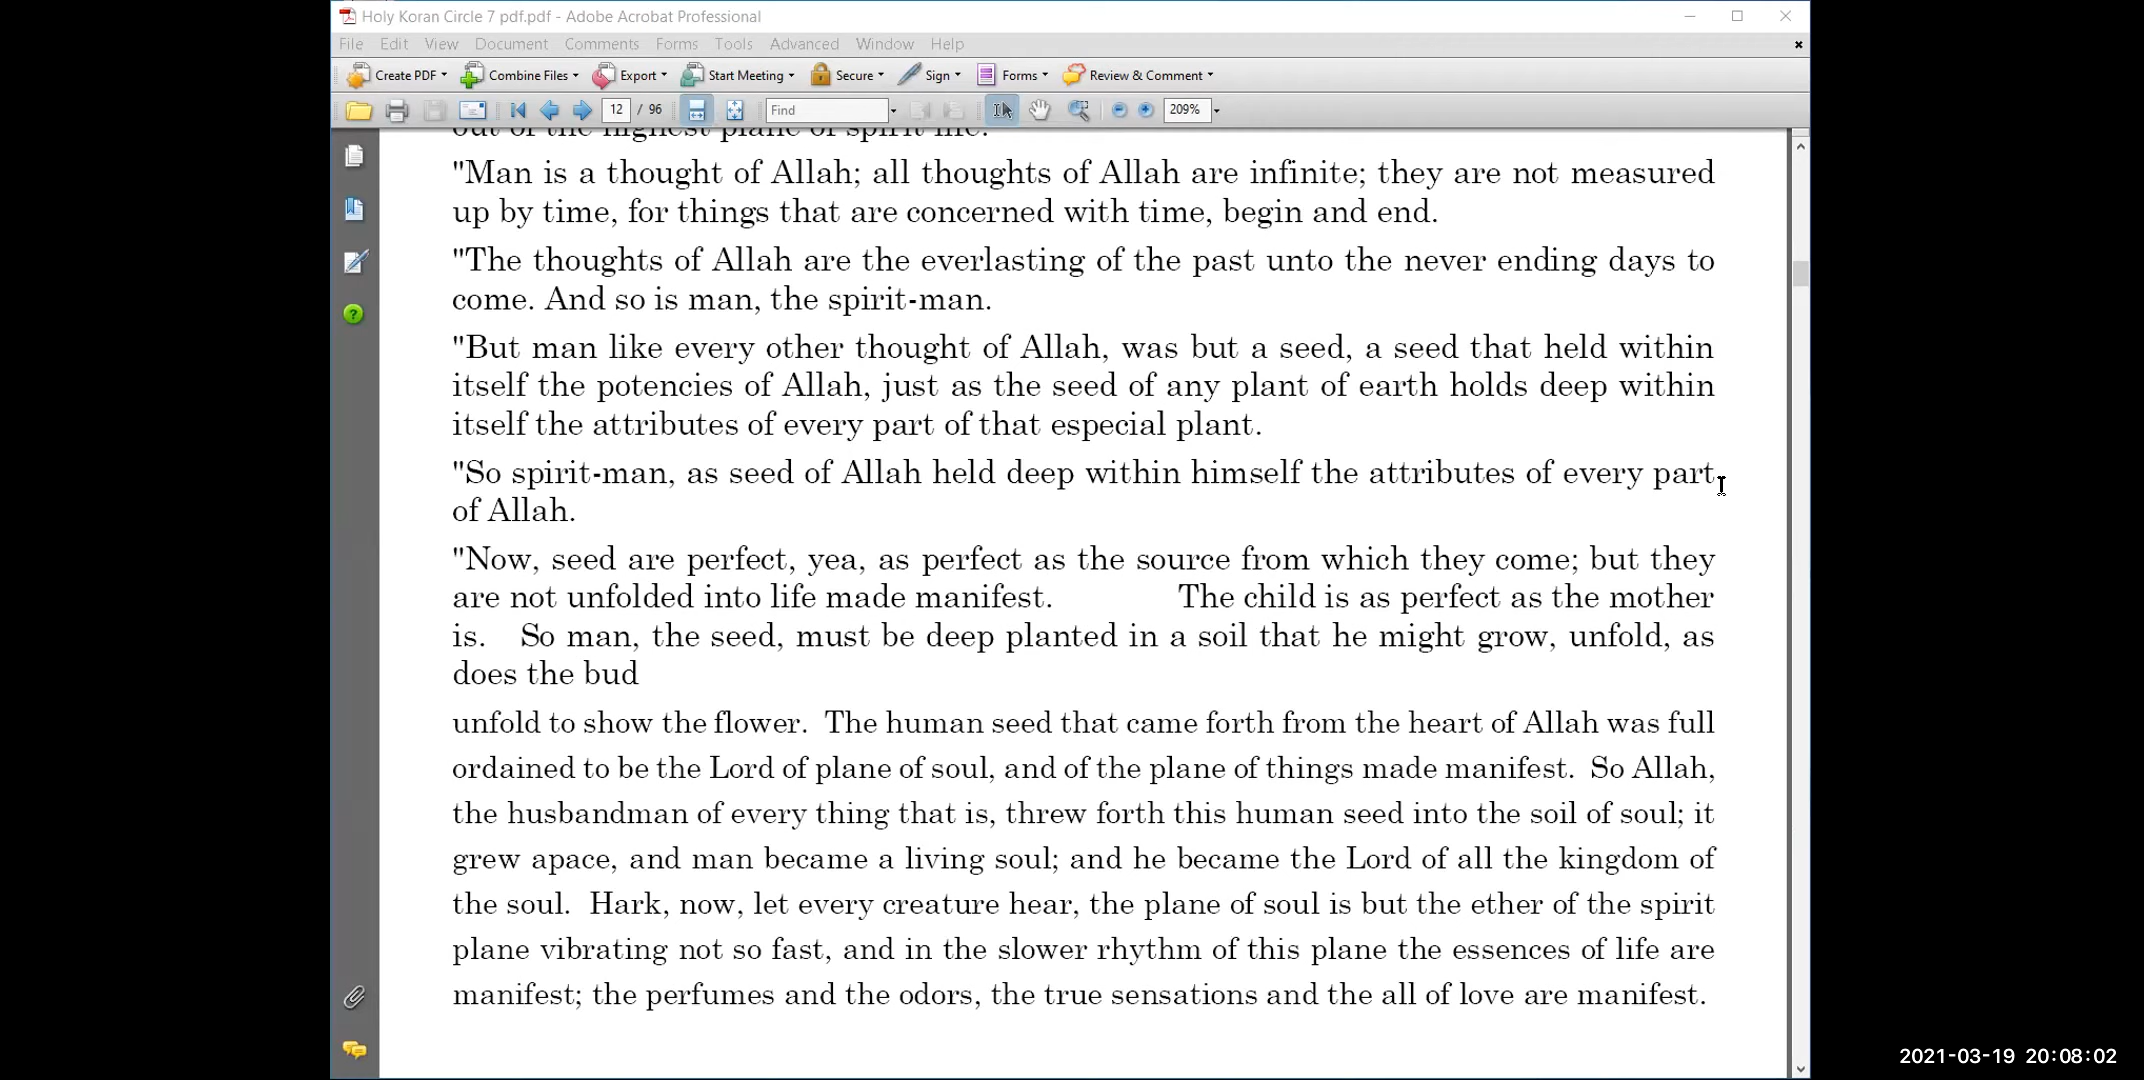 Holy Koran Circle 7 pdf.pdf - Adobe Acrobat Professional
File Edit View Document Comments Forms Tools Advanced Window Help
Create PDF Combine Files Export Start Meeting Secure Sign Forms Review & Comment
12 / 96 Find 209%
out of the highest plane of spirit life.
"Man is a thought of Allah; all thoughts of Allah are infinite; they are not measured
up by time, for things that are concerned with time, begin and end.
"The thoughts of Allah are the everlasting of the past unto the never ending days to
come. And so is man, the spirit-man.
"But man like every other thought of Allah, was but a seed, a seed that held within
itself the potencies of Allah, just as the seed of any plant of earth holds deep within
itself the attributes of every part of that especial plant.
"So spirit-man, as seed of Allah held deep within himself the attributes of every part
of Allah.
"Now, seed are perfect, yea, as perfect as the source from which they come; but they
are not unfolded into life made manifest. The child is as perfect as the mother
is. So man, the seed, must be deep planted in a soil that he might grow, unfold, as
does the bud
unfold to show the flower. The human seed that came forth from the heart of Allah was full
ordained to be the Lord of plane of soul, and of the plane of things made manifest. So Allah,
the husbandman of every thing that is, threw forth this human seed into the soil of soul; it
grew apace, and man became a living soul; and he became the Lord of all the kingdom of
the soul. Hark, now, let every creature hear, the plane of soul is but the ether of the spirit
plane vibrating not so fast, and in the slower rhythm of this plane the essences of life are
manifest; the perfumes and the odors, the true sensations and the all of love are manifest.
2021-03-19 20:08:02